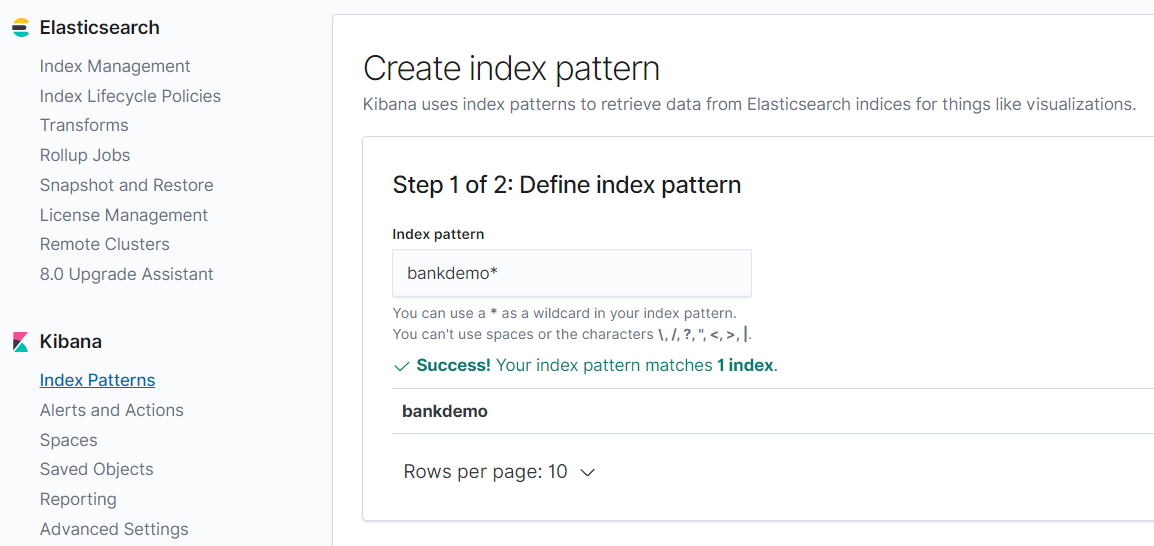 Elasticsearch
Index Management
Index Lifecycle Policies
Transforms
Rollup Jobs
Snapshot and Restore
License Management
Remote Clusters
8.0 Upgrade Assistant
Kibana
Index Patterns
Alerts and Actions
Spaces
Saved Objects
Reporting
Advanced Settings
Create index pattern
Kibana uses index patterns to retrieve data from Elasticsearch indices for things like visualizations.
Step 1 of 2: Define index pattern
Index pattern
bankdemo*
You can use a * as a wildcard in your index pattern.
You can't use spaces or the characters \, /, ?, ", <, >, |.
Success! Your index pattern matches 1 index.
bankdemo
Rows per page: 10